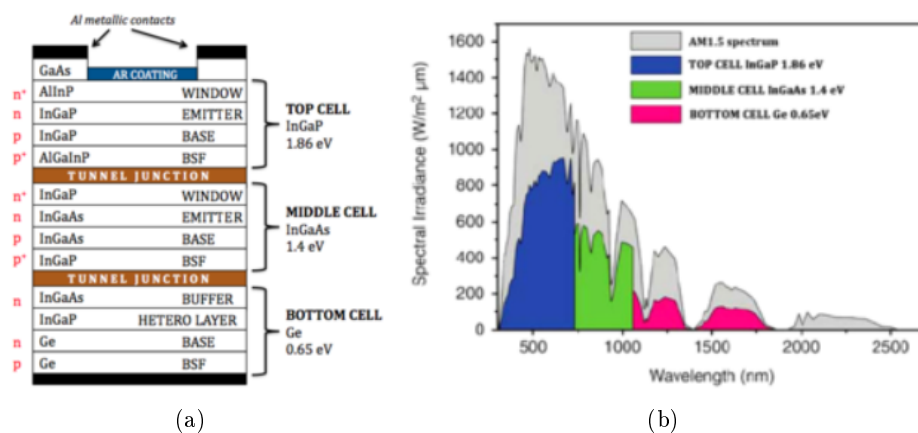 Al metallic contacts
GaAs
AR COATING
n⁺ AlInP WINDOW
n InGaP EMITTER
p InGaP BASE
p⁺ AlGaInP BSF
TOP CELL
InGaP
1.86 eV
TUNNEL JUNCTION
n⁺ InGaP WINDOW
n InGaAs EMITTER
p InGaAs BASE
p⁺ InGaP BSF
MIDDLE CELL
InGaAs
1.4 eV
TUNNEL JUNCTION
n InGaAs BUFFER
InGaP HETERO LAYER
n Ge BASE
p Ge BSF
BOTTOM CELL
Ge
0.65 eV
(a)
Spectral Irradiance (W/m² μm)
1600
1400
1200
1000
800
600
400
200
0
AM1.5 spectrum
TOP CELL InGaP 1.86 eV
MIDDLE CELL InGaAs 1.4 eV
BOTTOM CELL Ge 0.65eV
500 1000 1500 2000 2500
Wavelength (nm)
(b)